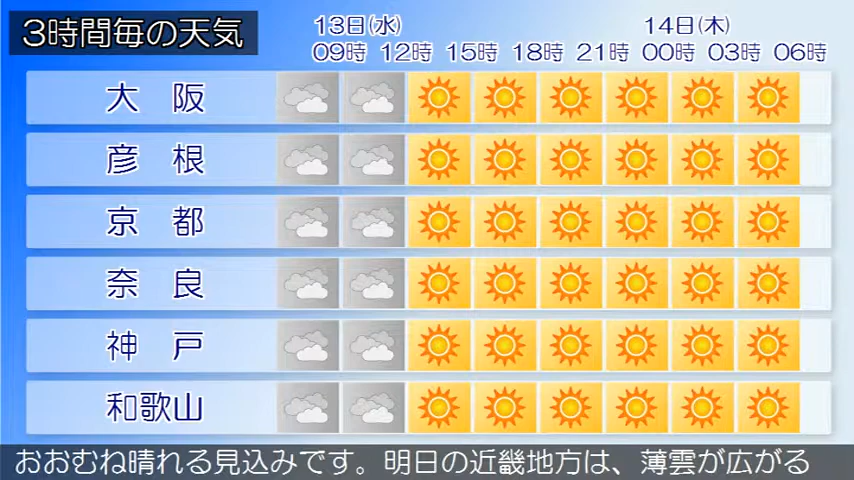 3時間毎の天気
13日(水) 14日(木)
09時 12時 15時 18時 21時 00時 03時 06時
大 阪
彦 根
京 都
奈 良
神 戸
和歌山
おおむね晴れる見込みです。明日の近畿地方は、薄雲が広がる